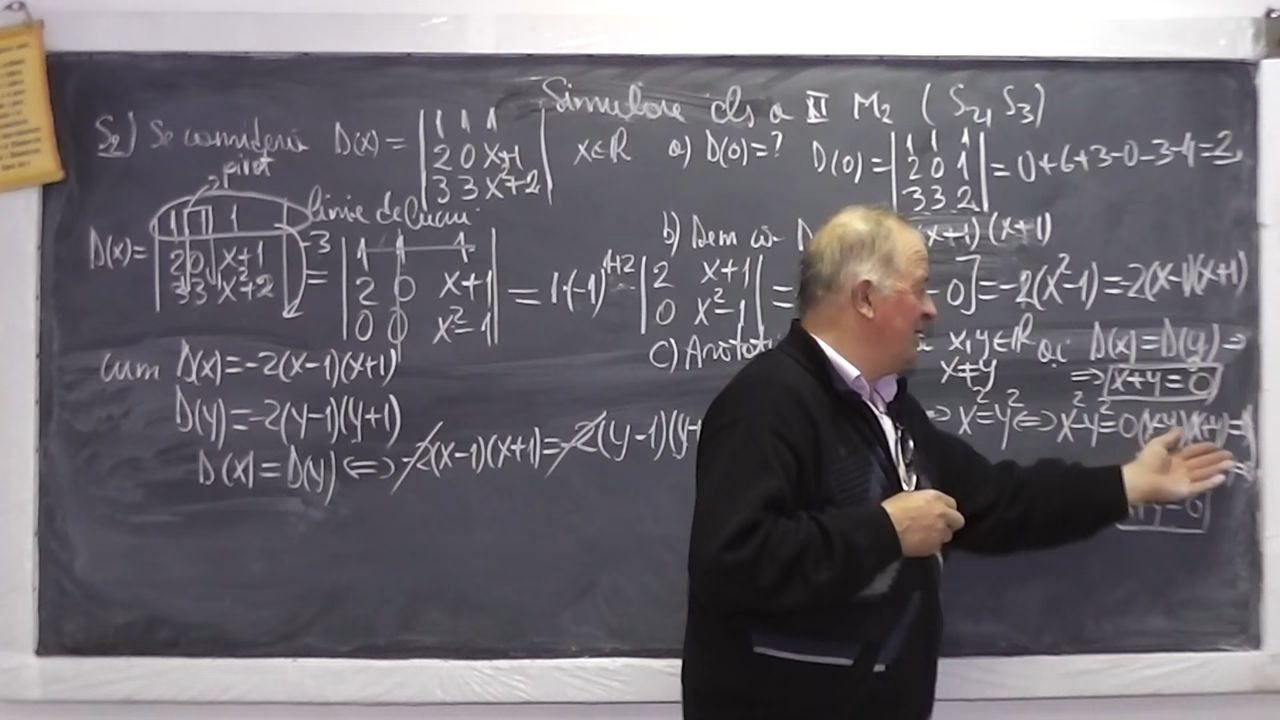 Simulare cls a XII M2 (S2, S3)
S2) Se consideră D(x) = | 1 1 1 | x∈R a) D(0)=? D(0) = | 1 1 1 | = 0+6+3-0-3-4=2
| 2 0 x+1 | | 2 0 1 |
| 3 3 x²+2 | | 3 3 2 |
pivot
linie de lucru
D(x)= | 1 1 1 | -3 = | 1 1 1 | = 1·(-1)^{1+2}· | 2 x+1 | = -0]=-2(x²-1)=-2(x-1)(x+1)
| 2 0 x+1 | | 2 0 x+1 | | 0 x²-1 |
| 3 3 x²+2 | | 0 0 x²-1 |
b) Dem că D (x+1)
c) x,y∈R ai D(x)=D(y) ⇒
x≠y ⇒ x+y=0
cum D(x)=-2(x-1)(x+1)
D(y)=-2(y-1)(y+1)
D(x)=D(y) ⇔ -2(x-1)(x+1)=-2(y-1)(y+
⇒ x²=y² ⇔ x²-y²=0